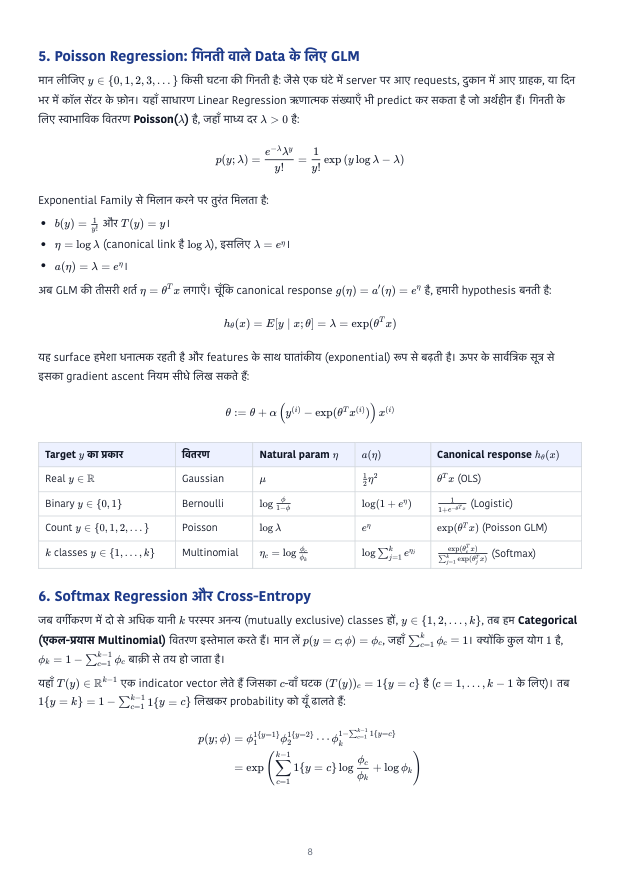 5. Poisson Regression: गिनती वाले Data के लिए GLM
मान लीजिए y ∈ {0, 1, 2, 3, . . . } किसी घटना की गिनती है: जैसे एक घंटे में server पर आए requests, दुकान में आए ग्राहक, या दिन
भर में कॉल सेंटर के फ़ोन। यहाँ साधारण Linear Regression ऋणात्मक संख्याएँ भी predict कर सकता है जो अर्थहीन हैं। गिनती के
लिए स्वाभाविक वितरण Poisson(λ) है, जहाँ माध्य दर λ > 0 है:
p(y; λ) = e^{−λ}λ^y / y! = 1/y! exp (y log λ − λ)
Exponential Family से मिलान करने पर तुरंत मिलता है:
• b(y) = 1/y! और T(y) = y।
• η = log λ (canonical link है log λ), इसलिए λ = e^η।
• a(η) = λ = e^η।
अब GLM की तीसरी शर्त η = θ^T x लगाएँ। चूँकि canonical response g(η) = a′(η) = e^η है, हमारी hypothesis बनती है:
h_θ(x) = E[y | x; θ] = λ = exp(θ^T x)
यह surface हमेशा धनात्मक रहती है और features के साथ घातांकीय (exponential) रूप से बढ़ती है। ऊपर के सार्वत्रिक सूत्र से
इसका gradient ascent नियम सीधे लिख सकते हैं:
θ := θ + α (y^{(i)} − exp(θ^T x^{(i)})) x^{(i)}
Target y का प्रकार वितरण Natural param η a(η) Canonical response h_θ(x)
Real y ∈ ℝ Gaussian μ ½η² θ^T x (OLS)
Binary y ∈ {0, 1} Bernoulli log ϕ/(1−ϕ) log(1 + e^η) 1/(1+e^{−θ^T x}) (Logistic)
Count y ∈ {0, 1, 2, . . . } Poisson log λ e^η exp(θ^T x) (Poisson GLM)
k classes y ∈ {1, . . . , k} Multinomial η_c = log ϕ_c/ϕ_k log ∑_{j=1}^{k} e^{η_j} exp(θ_c^T x)/∑_{j=1}^{k} exp(θ_j^T x) (Softmax)
6. Softmax Regression और Cross-Entropy
जब वर्गीकरण में दो से अधिक यानी k परस्पर अनन्य (mutually exclusive) classes हों, y ∈ {1, 2, . . . , k}, तब हम Categorical
(एकल-प्रयास Multinomial) वितरण इस्तेमाल करते हैं। मान लें p(y = c; ϕ) = ϕ_c, जहाँ ∑_{c=1}^{k} ϕ_c = 1। क्योंकि कुल योग 1 है,
ϕ_k = 1 − ∑_{c=1}^{k−1} ϕ_c बाक़ी से तय हो जाता है।
यहाँ T(y) ∈ ℝ^{k−1} एक indicator vector लेते हैं जिसका c-वाँ घटक (T(y))_c = 1{y = c} है (c = 1, . . . , k − 1 के लिए)। तब
1{y = k} = 1 − ∑_{c=1}^{k−1} 1{y = c} लिखकर probability को यूँ ढालते हैं:
p(y; ϕ) = ϕ_1^{1{y=1}} ϕ_2^{1{y=2}} · · · ϕ_k^{1−∑_{c=1}^{k−1} 1{y=c}}
= exp (∑_{c=1}^{k−1} 1{y = c} log ϕ_c/ϕ_k + log ϕ_k)
8